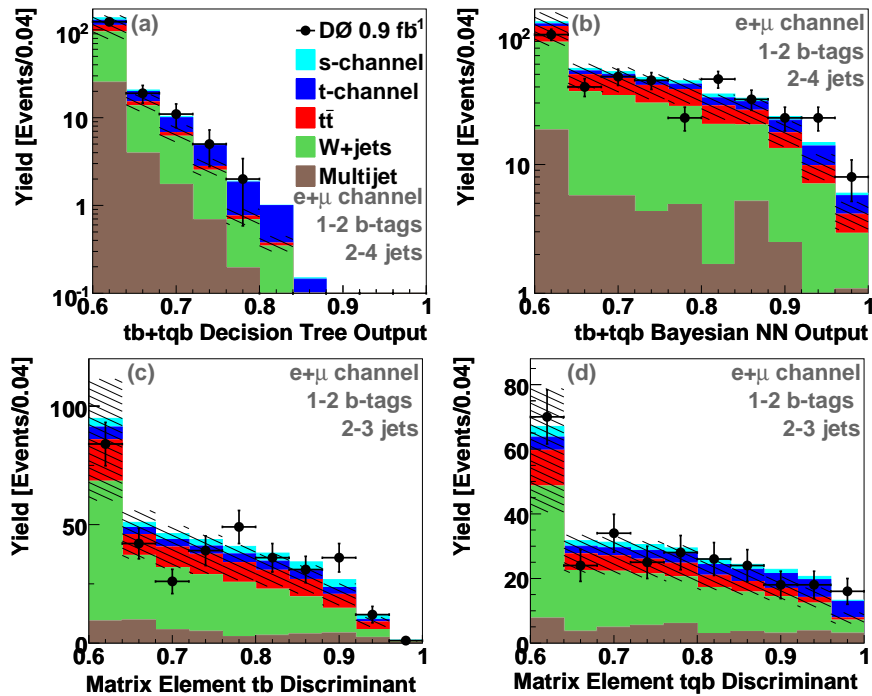 (a)
DØ 0.9 fb⁻¹
s-channel
t-channel
tt̄
W+jets
Multijet
e+μ channel
1-2 b-tags
2-4 jets
Yield [Events/0.04]
10²
10
1
10⁻¹
0.6 0.7 0.8 0.9 1
tb+tqb Decision Tree Output
(b)
e+μ channel
1-2 b-tags
2-4 jets
Yield [Events/0.04]
10²
10
1
0.6 0.7 0.8 0.9 1
tb+tqb Bayesian NN Output
(c)
e+μ channel
1-2 b-tags
2-3 jets
Yield [Events/0.04]
100
50
0
0.6 0.7 0.8 0.9 1
Matrix Element tb Discriminant
(d)
e+μ channel
1-2 b-tags
2-3 jets
Yield [Events/0.04]
80
60
40
20
0
0.6 0.7 0.8 0.9 1
Matrix Element tqb Discriminant